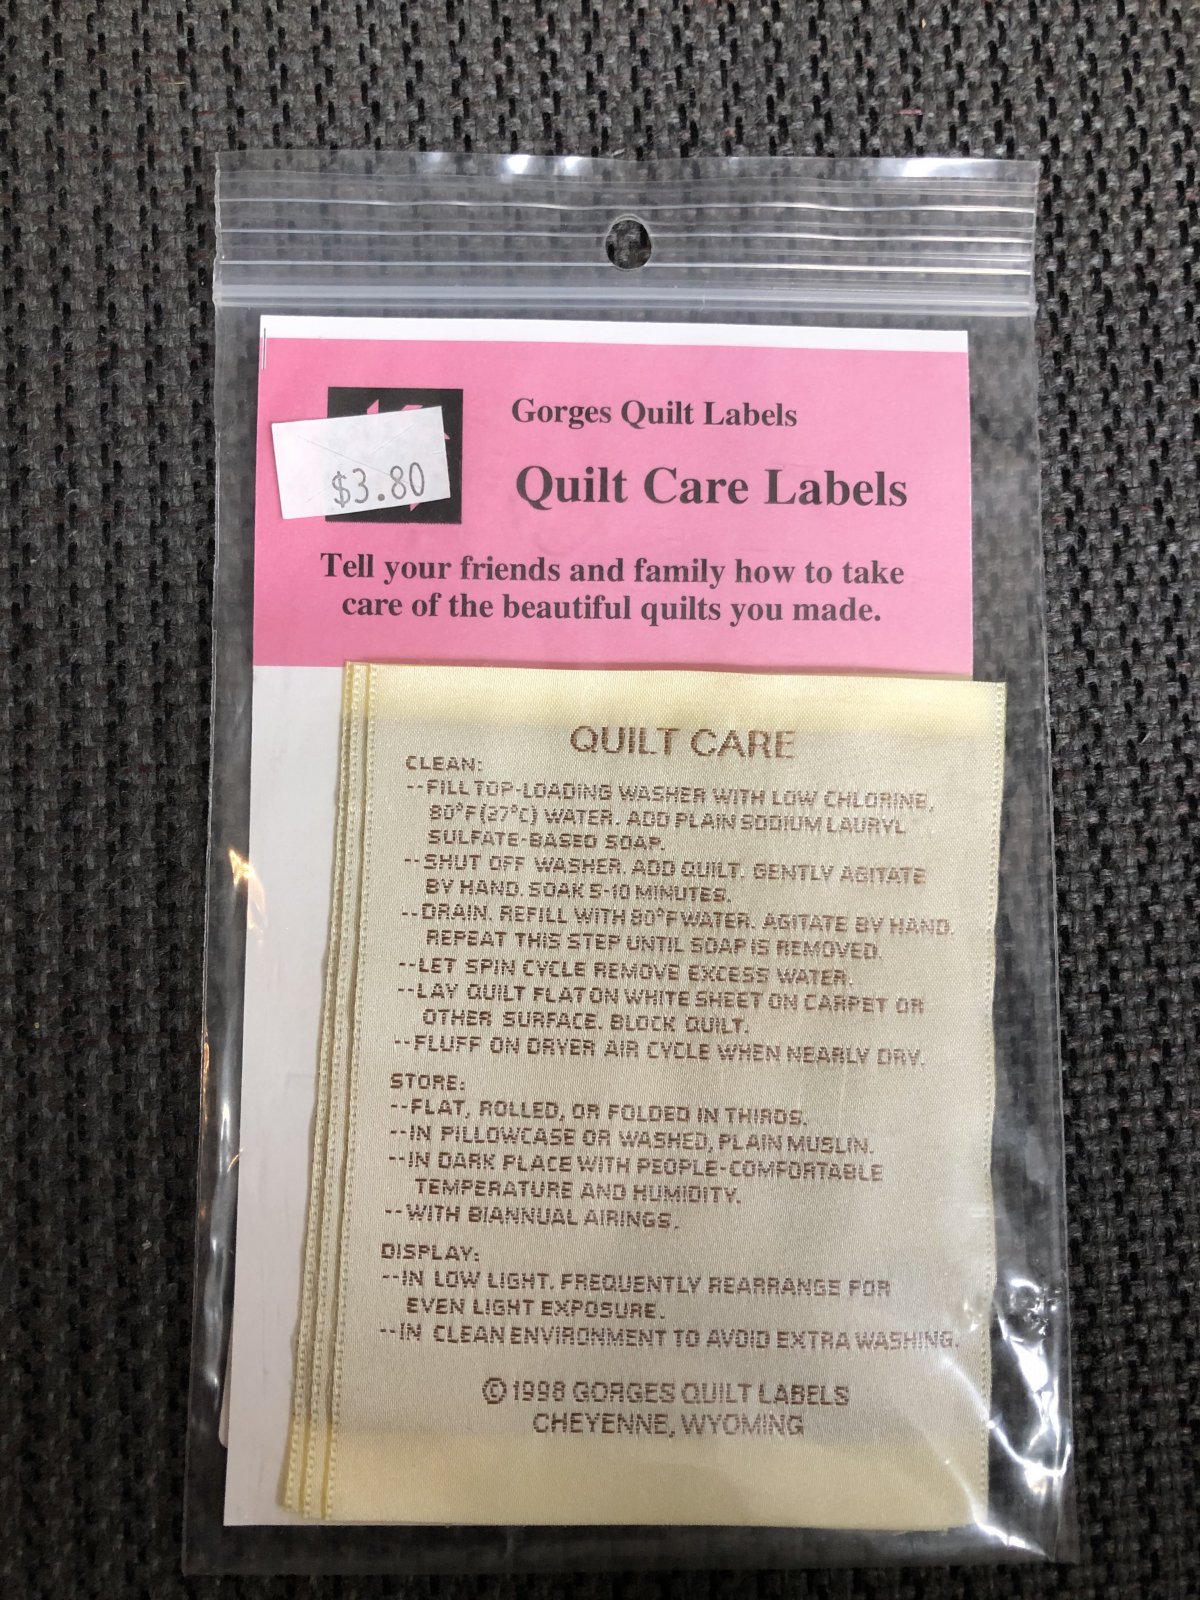 Gorges Quilt Labels
$3.80
Quilt Care Labels
Tell your friends and family how to take
care of the beautiful quilts you made.
QUILT CARE
CLEAN:
--FILL TOP-LOADING WASHER WITH LOW CHLORINE,
80°F(27°C) WATER. ADD PLAIN SODIUM LAURYL
SULFATE-BASED SOAP.
--SHUT OFF WASHER. ADD QUILT. GENTLY AGITATE
BY HAND. SOAK 5-10 MINUTES.
--DRAIN. REFILL WITH 80°F WATER. AGITATE BY HAND.
REPEAT THIS STEP UNTIL SOAP IS REMOVED.
--LET SPIN CYCLE REMOVE EXCESS WATER.
--LAY QUILT FLAT ON WHITE SHEET ON CARPET OR
OTHER SURFACE. BLOCK QUILT.
--FLUFF ON DRYER AIR CYCLE WHEN NEARLY DRY.
STORE:
--FLAT, ROLLED, OR FOLDED IN THIRDS.
--IN PILLOWCASE OR WASHED, PLAIN MUSLIN.
--IN DARK PLACE WITH PEOPLE-COMFORTABLE
TEMPERATURE AND HUMIDITY.
--WITH BIANNUAL AIRINGS.
DISPLAY:
--IN LOW LIGHT. FREQUENTLY REARRANGS FOR
EVEN LIGHT EXPOSURE.
--IN CLEAN ENVIRONMENT TO AVOID EXTRA WASHING.
© 1998 GORGES QUILT LABELS
CHEYENNE, WYOMING